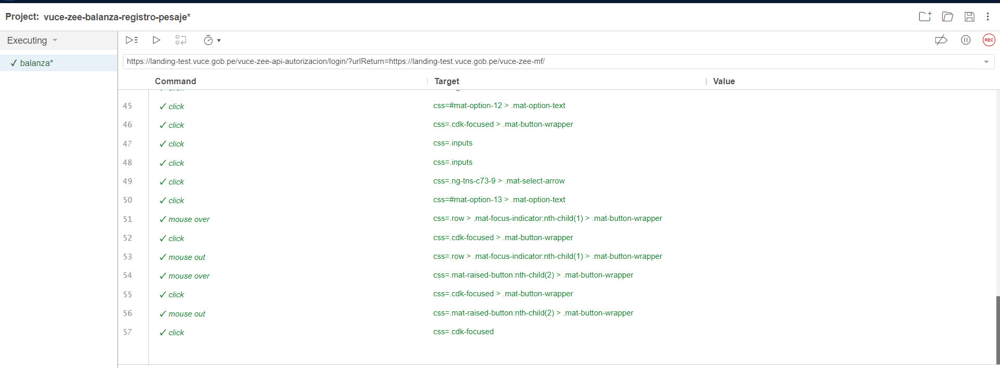 Project: vuce-zee-balanza-registro-pesaje*
Executing
✓ balanza*
REC
https://landing-test.vuce.gob.pe/vuce-zee-api-autorizacion/login/?urlReturn=https://landing-test.vuce.gob.pe/vuce-zee-mf/
Command Target Value
45 ✓ click css=#mat-option-12 > .mat-option-text
46 ✓ click css=.cdk-focused > .mat-button-wrapper
47 ✓ click css=.inputs
48 ✓ click css=.inputs
49 ✓ click css=.ng-tns-c73-9 > .mat-select-arrow
50 ✓ click css=#mat-option-13 > .mat-option-text
51 ✓ mouse over css=.row > .mat-focus-indicator:nth-child(1) > .mat-button-wrapper
52 ✓ click css=.cdk-focused > .mat-button-wrapper
53 ✓ mouse out css=.row > .mat-focus-indicator:nth-child(1) > .mat-button-wrapper
54 ✓ mouse over css=.mat-raised-button:nth-child(2) > .mat-button-wrapper
55 ✓ click css=.cdk-focused > .mat-button-wrapper
56 ✓ mouse out css=.mat-raised-button:nth-child(2) > .mat-button-wrapper
57 ✓ click css=.cdk-focused